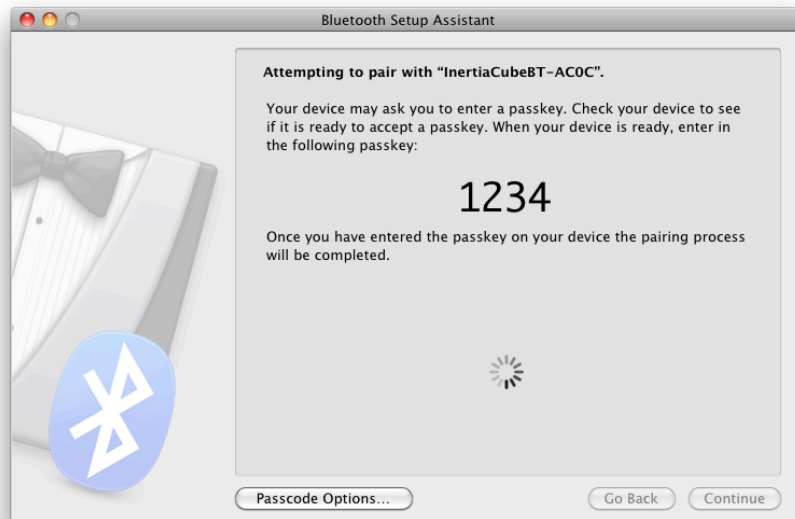 Bluetooth Setup Assistant
Attempting to pair with “InertiaCubeBT-AC0C”.
Your device may ask you to enter a passkey. Check your device to see
if it is ready to accept a passkey. When your device is ready, enter in
the following passkey:
1234
Once you have entered the passkey on your device the pairing process
will be completed.
Passcode Options...
Go Back
Continue